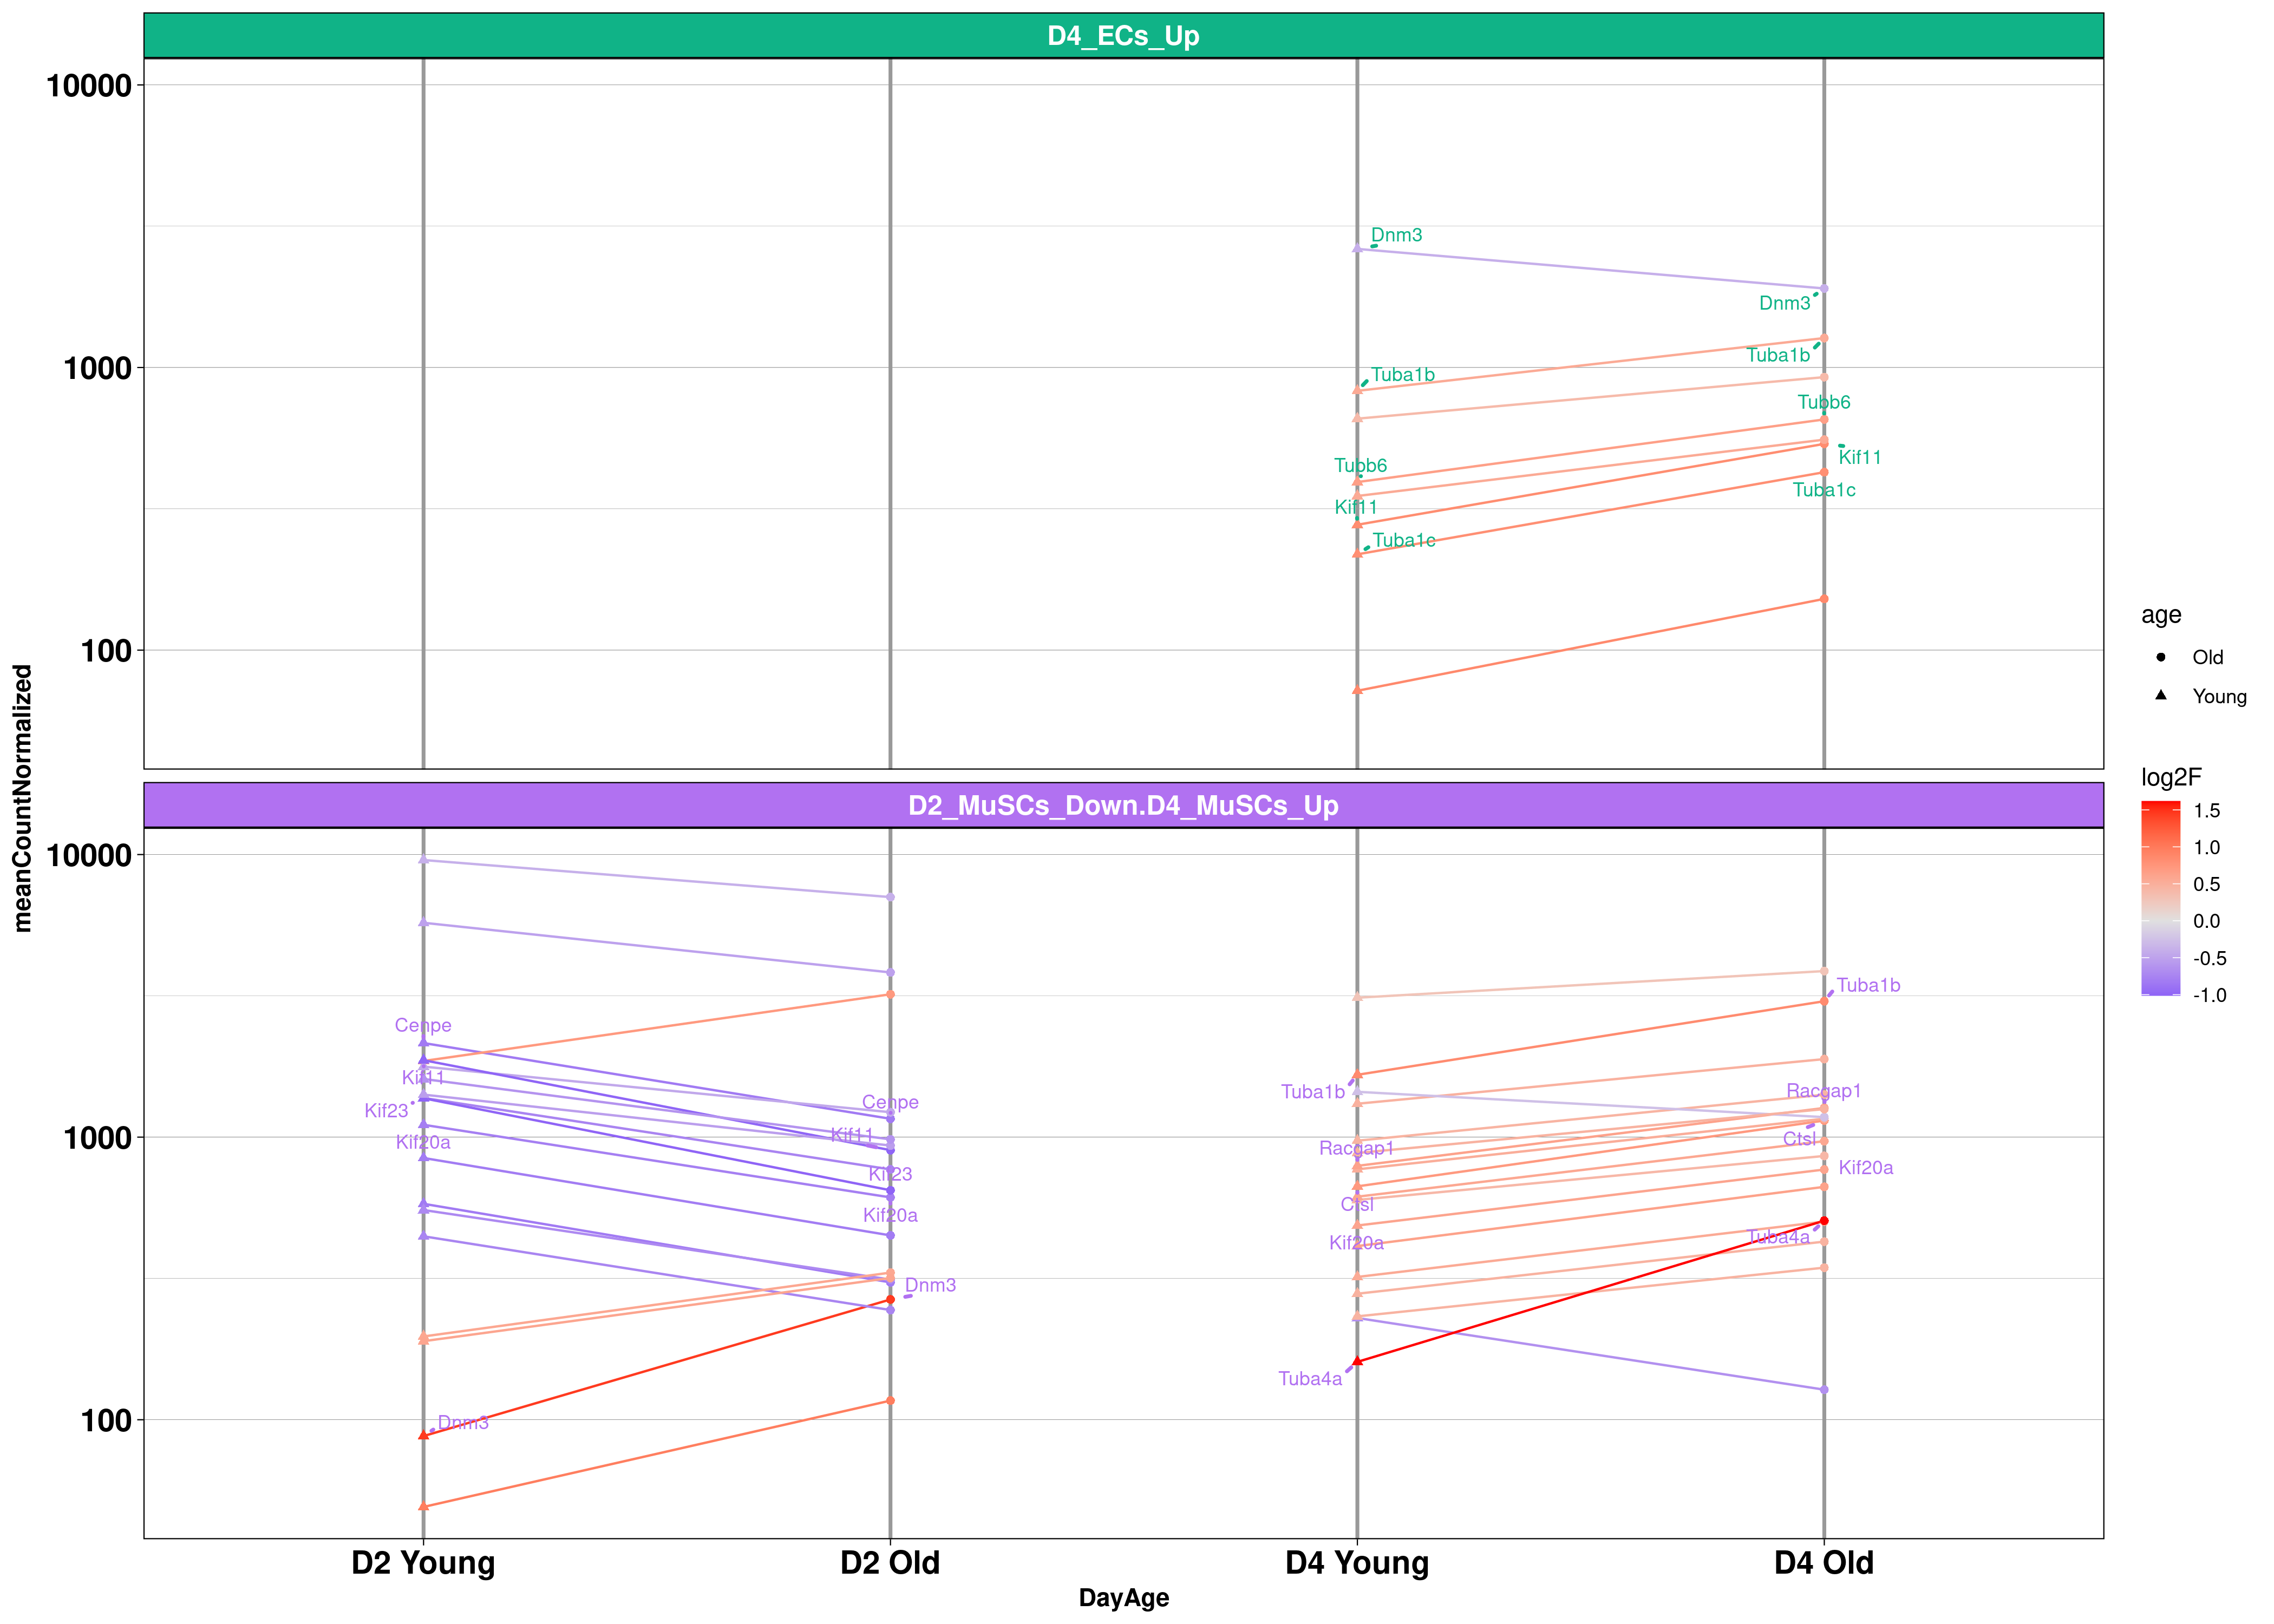 D4_ECs_Up
10000
1000
100
Dnm3
Dnm3
Tuba1b
Tuba1b
Tubb6
Tubb6
Kif11
Kif11
Tuba1c
Tuba1c
meanCountNormalized
D2_MuSCs_Down.D4_MuSCs_Up
10000
1000
100
Cenpe
Kif11
Kif23
Kif20a
Cenpe
Kif11
Kif23
Kif20a
Dnm3
Dnm3
Tuba1b
Tuba1b
Racgap1
Racgap1
Ctsl
Ctsl
Kif20a
Kif20a
Tuba4a
Tuba4a
D2 Young
D2 Old
D4 Young
D4 Old
DayAge
age
Old
Young
log2F
1.5
1.0
0.5
0.0
-0.5
-1.0